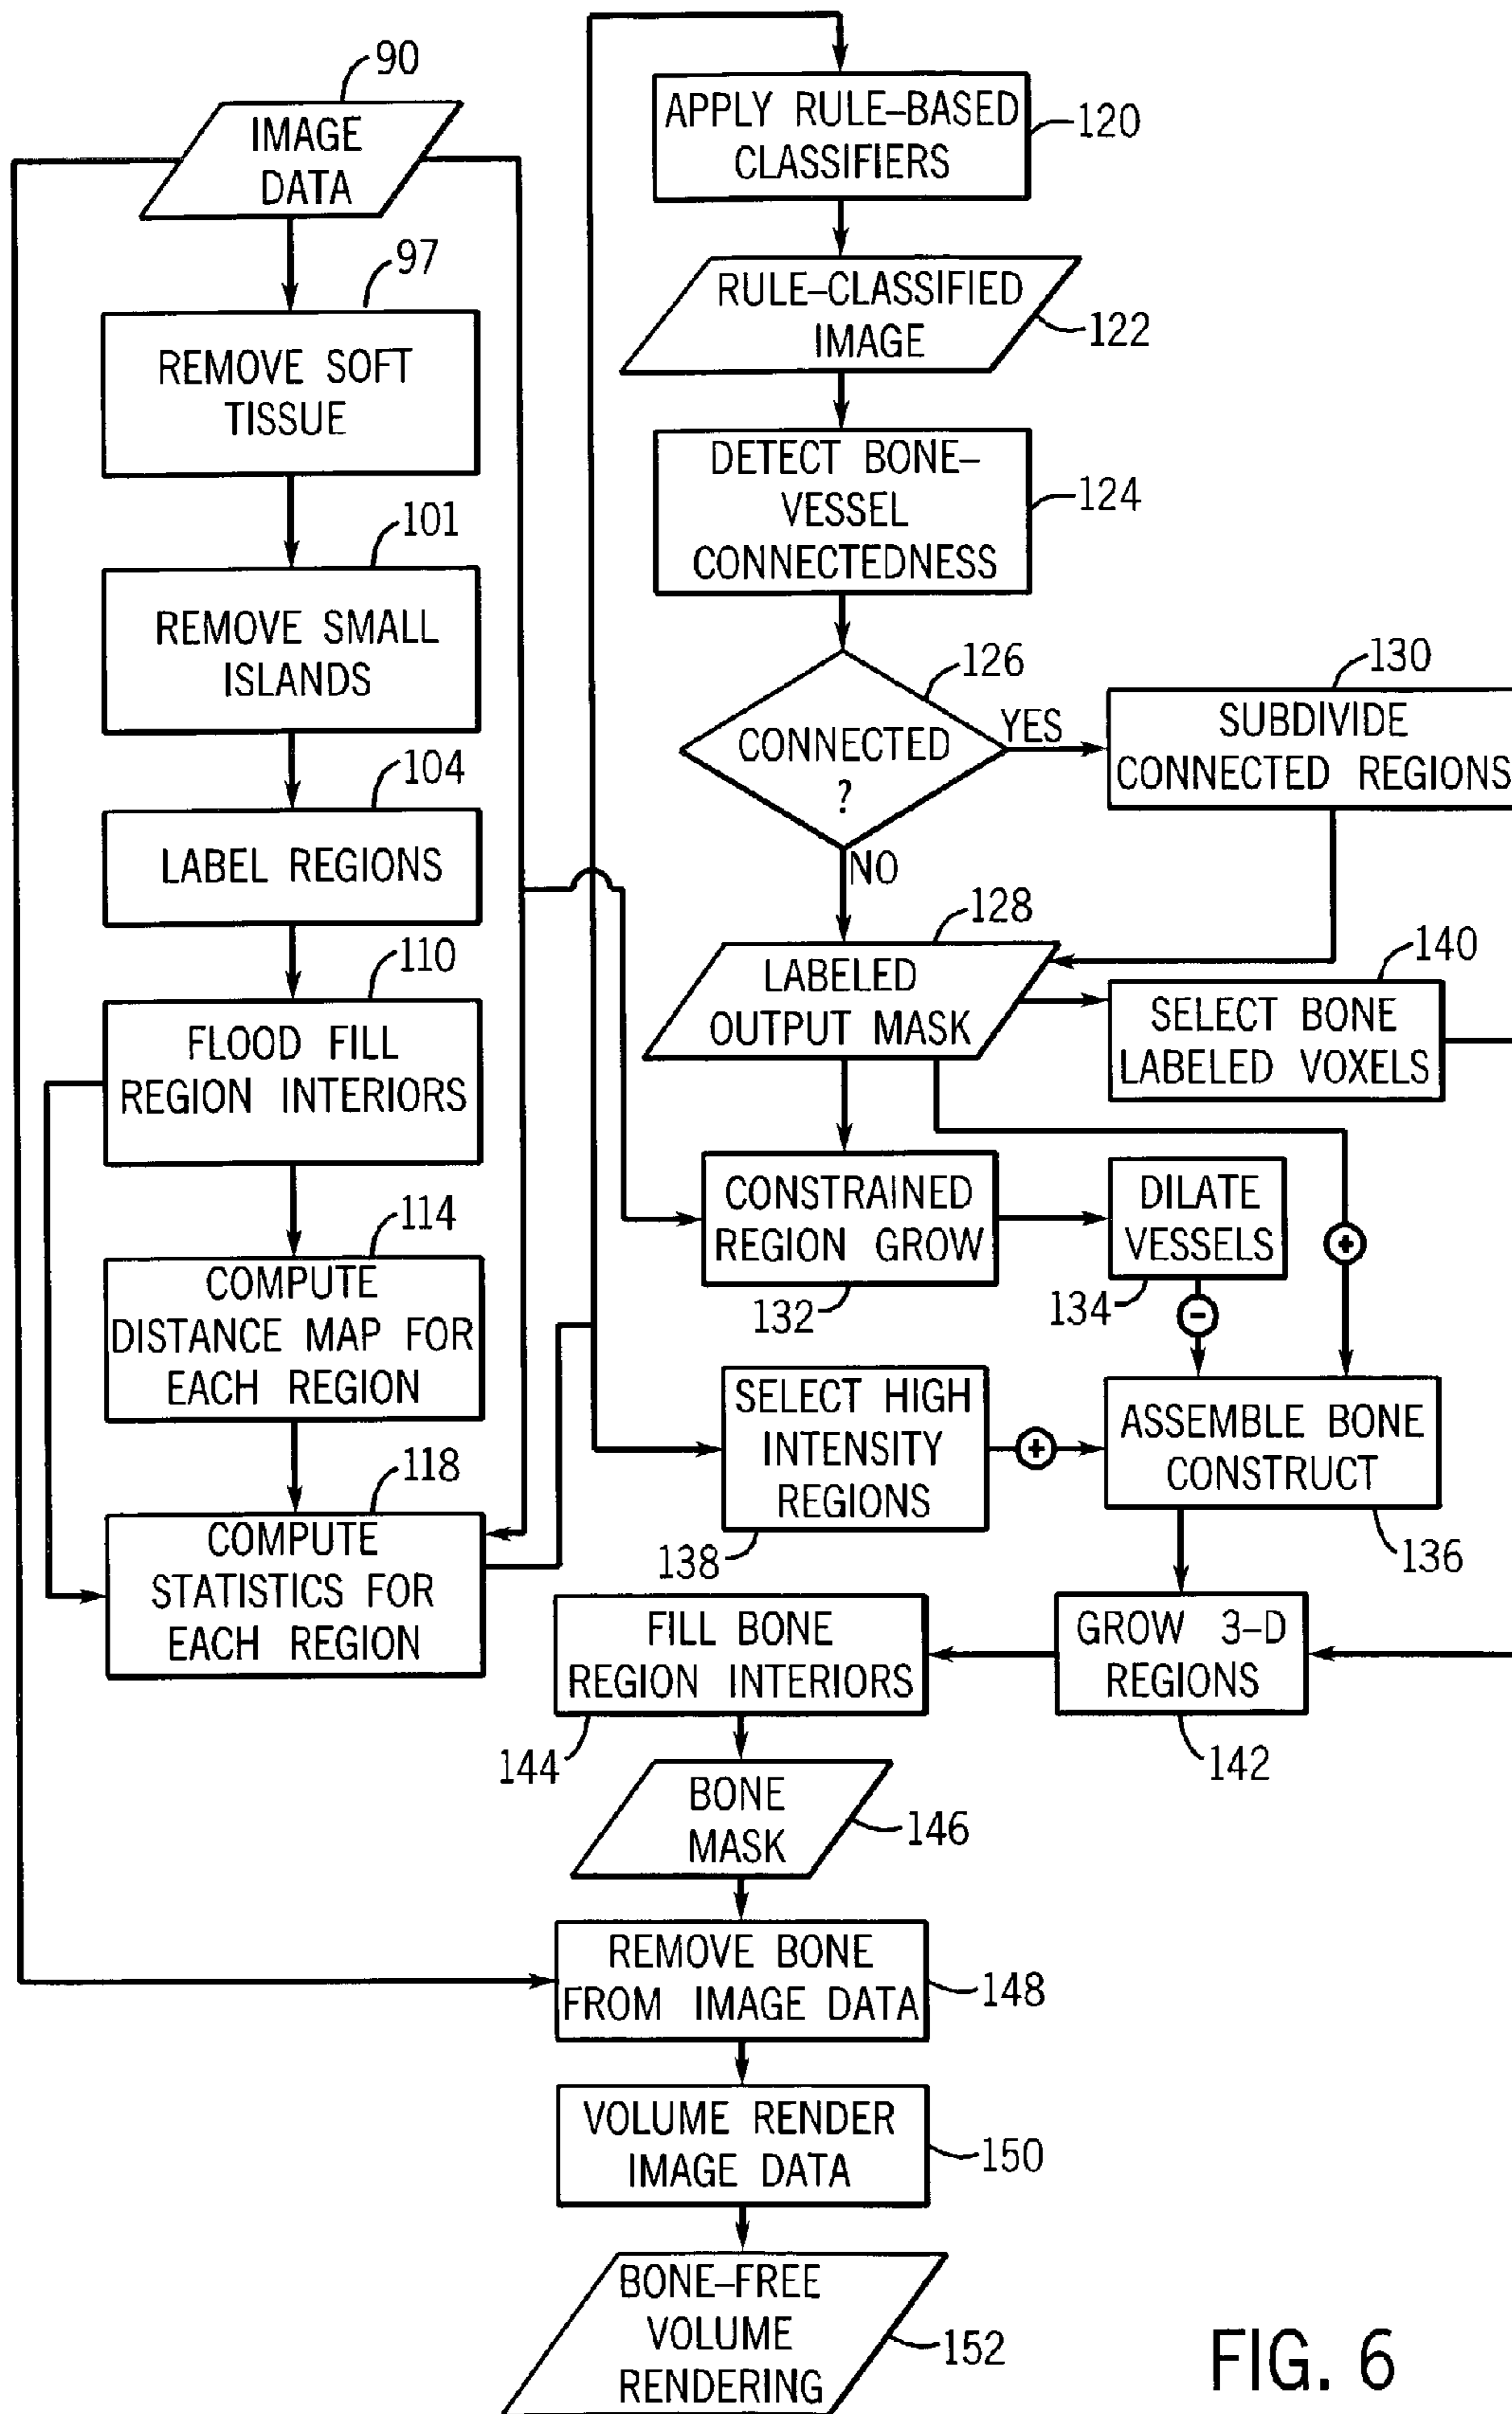 90
IMAGE
DATA
97
REMOVE SOFT
TISSUE
101
REMOVE SMALL
ISLANDS
104
LABEL REGIONS
110
FLOOD FILL
REGION INTERIORS
114
COMPUTE
DISTANCE MAP FOR
EACH REGION
118
COMPUTE
STATISTICS FOR
EACH REGION
APPLY RULE–BASED
CLASSIFIERS
120
RULE–CLASSIFIED
IMAGE
122
DETECT BONE–
VESSEL
CONNECTEDNESS
124
126
CONNECTED
?
YES
NO
130
SUBDIVIDE
CONNECTED REGIONS
128
LABELED
OUTPUT MASK
140
SELECT BONE
LABELED VOXELS
CONSTRAINED
REGION GROW
132
DILATE
VESSELS
134
–
+
SELECT HIGH
INTENSITY
REGIONS
138
+
ASSEMBLE BONE
CONSTRUCT
136
GROW 3–D
REGIONS
142
FILL BONE
REGION INTERIORS
144
BONE
MASK
146
REMOVE BONE
FROM IMAGE DATA
148
VOLUME RENDER
IMAGE DATA
150
BONE–FREE
VOLUME
RENDERING
152
FIG. 6